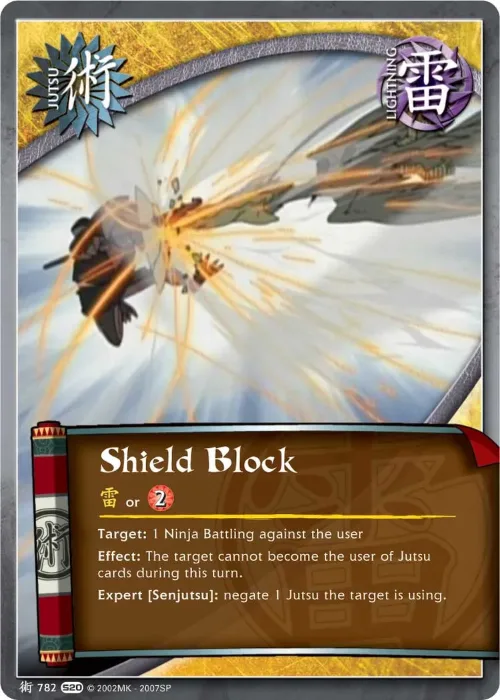 JUTSU 術
LIGHTNING 雷
Shield Block
雷 or 2
Target: 1 Ninja Battling against the user
Effect: The target cannot become the user of Jutsu
cards during this turn.
Expert [Senjutsu]: negate 1 Jutsu the target is using.
術
術 782 S20 © 2002MK - 2007SP